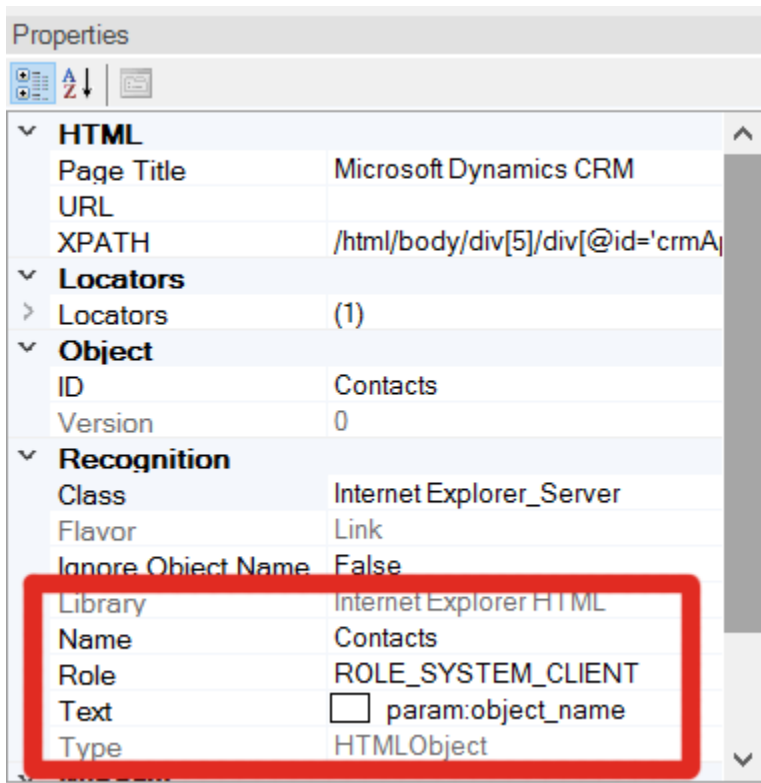 Properties
HTML
Page Title Microsoft Dynamics CRM
URL
XPATH /html/body/div[5]/div[@id='crmAp
Locators
Locators (1)
Object
ID Contacts
Version 0
Recognition
Class Internet Explorer_Server
Flavor Link
Ignore Object Name False
Library Internet Explorer HTML
Name Contacts
Role ROLE_SYSTEM_CLIENT
Text param:object_name
Type HTMLObject